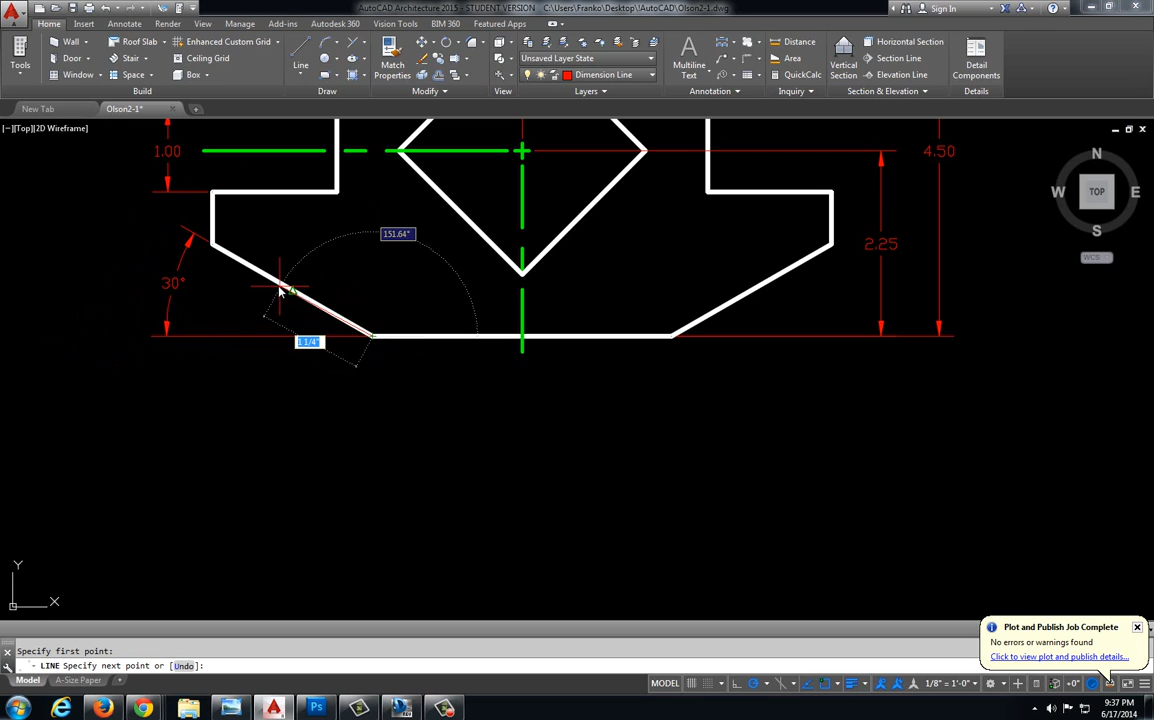 AutoCAD Architecture 2015 - STUDENT VERSION C:\Users\Franko\Desktop\!AutoCAD\Olson2-1.dwg
Sign In
Home Insert Annotate Render View Manage Add-ins Autodesk 360 Vision Tools BIM 360 Featured Apps
Tools
Wall Roof Slab Enhanced Custom Grid
Door Stair Ceiling Grid
Window Space Box
Build
Line
Draw
Match Properties
Modify
View
Unsaved Layer State
Dimension Line
Layers
Multiline Text
Annotation
Distance
Area
QuickCalc
Inquiry
Vertical Section
Horizontal Section
Section Line
Elevation Line
Section & Elevation
Detail Components
Details
New Tab Olson2-1*
[−][Top][2D Wireframe]
1.00
4.50
N
W TOP E
S
WCS
151.64°
2.25
30°
1 1/4"
Y
X
Plot and Publish Job Complete
No errors or warnings found
Click to view plot and publish details...
Specify first point:
LINE Specify next point or [Undo]:
Model A-Size Paper
MODEL 1/8" = 1'-0" +0"
9:37 PM
6/17/2014